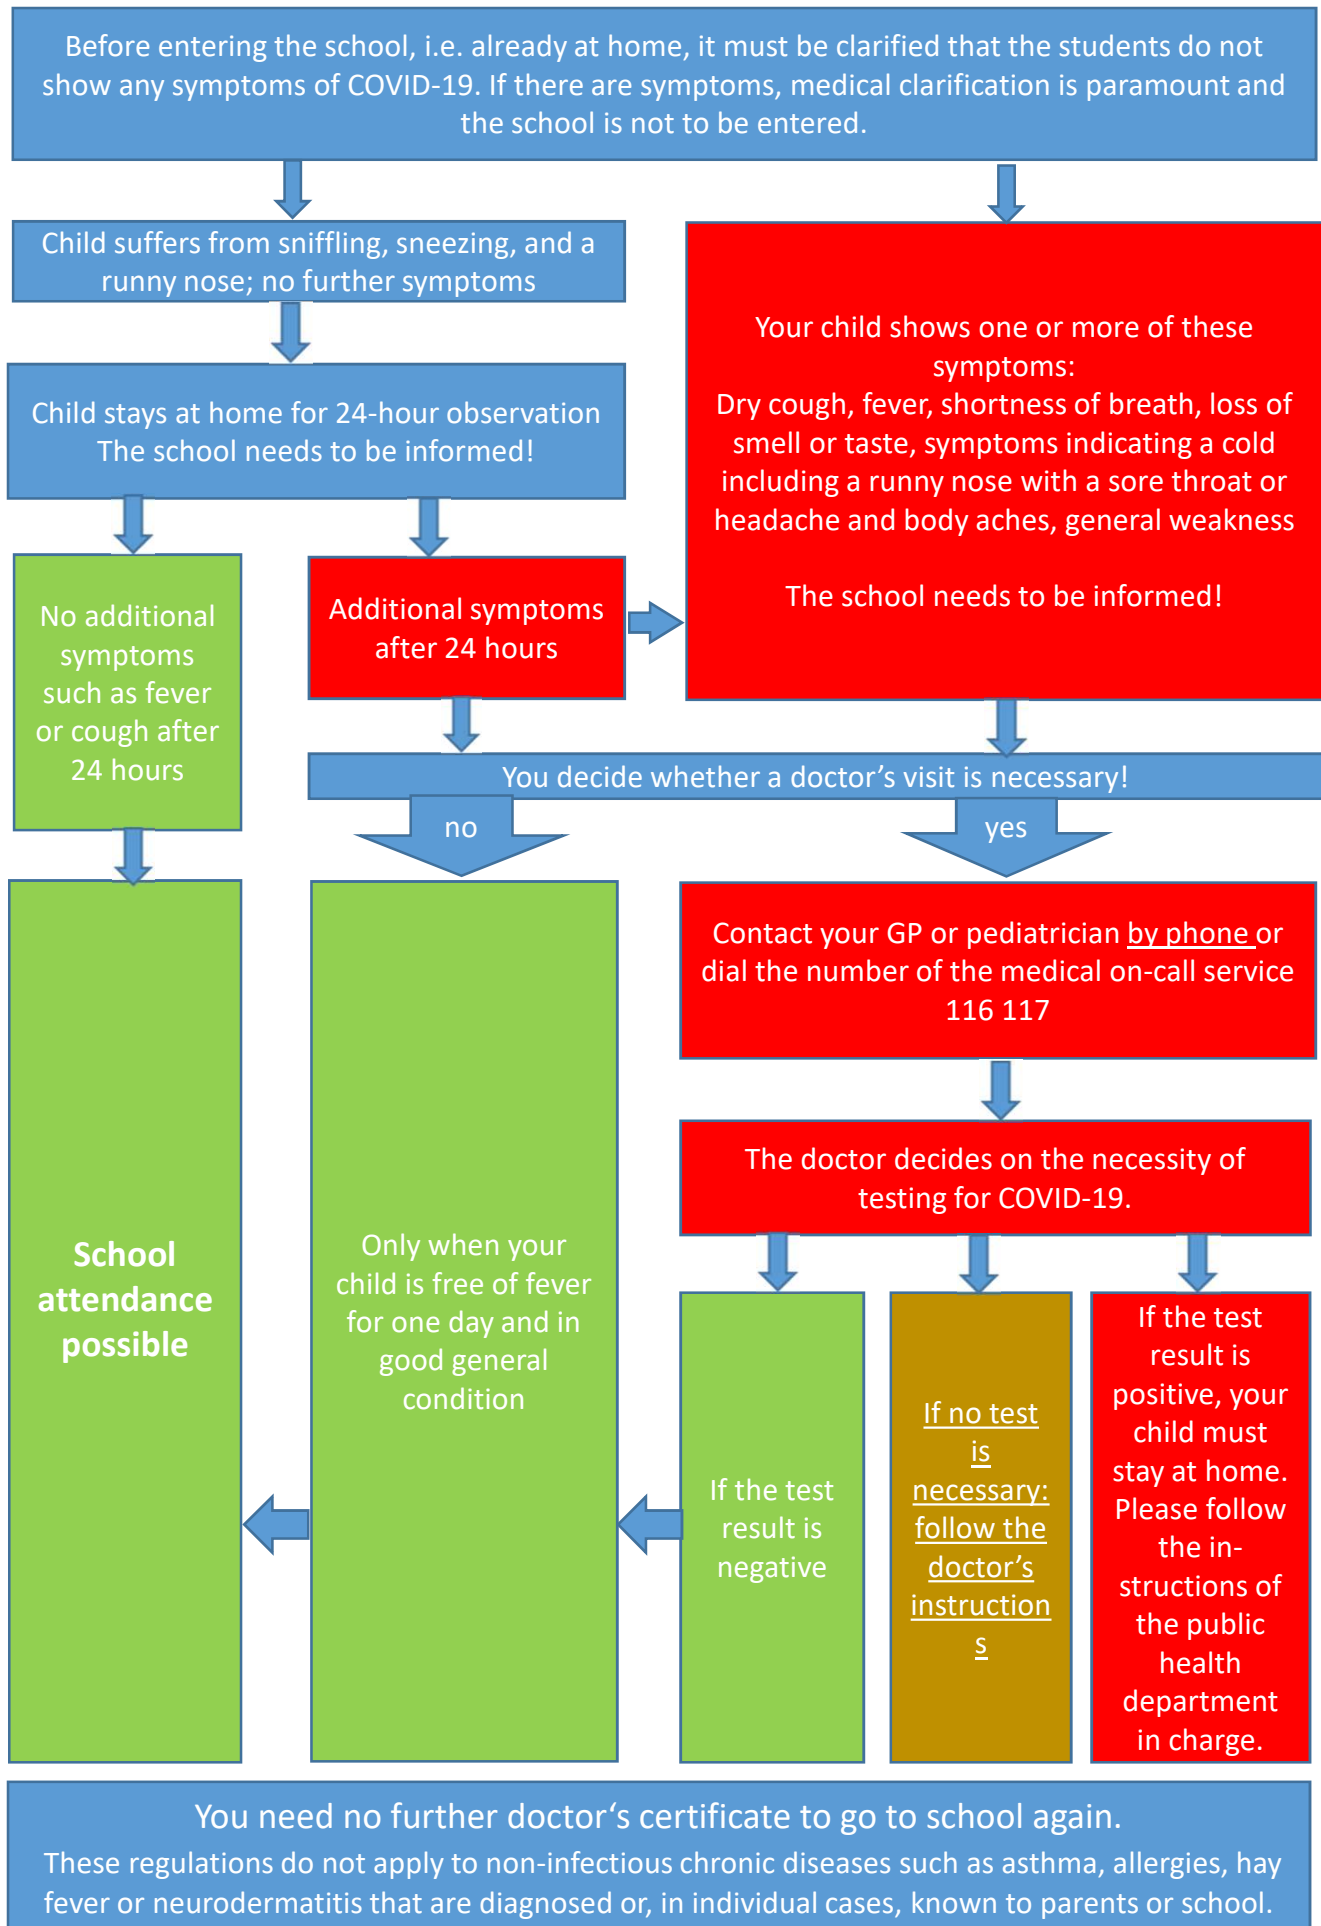 Before entering the school, i.e. already at home, it must be clarified that the students do not
show any symptoms of COVID-19. If there are symptoms, medical clarification is paramount and
the school is not to be entered.
Child suffers from sniffling, sneezing, and a
runny nose; no further symptoms
Child stays at home for 24-hour observation
The school needs to be informed!
Your child shows one or more of these
symptoms:
Dry cough, fever, shortness of breath, loss of
smell or taste, symptoms indicating a cold
including a runny nose with a sore throat or
headache and body aches, general weakness
The school needs to be informed!
No additional
symptoms
such as fever
or cough after
24 hours
Additional symptoms
after 24 hours
You decide whether a doctor’s visit is necessary!
no
yes
School
attendance
possible
Only when your
child is free of fever
for one day and in
good general
condition
Contact your GP or pediatrician by phone or
dial the number of the medical on-call service
116 117
The doctor decides on the necessity of
testing for COVID-19.
If the test
result is
negative
If no test
is
necessary:
follow the
doctor’s
instruction
s
If the test
result is
positive, your
child must
stay at home.
Please follow
the in-
structions of
the public
health
department
in charge.
You need no further doctor‘s certificate to go to school again.
These regulations do not apply to non-infectious chronic diseases such as asthma, allergies, hay
fever or neurodermatitis that are diagnosed or, in individual cases, known to parents or school.